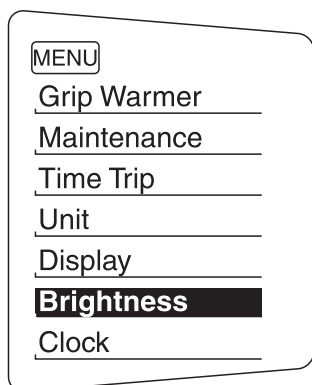 MENU
Grip Warmer
Maintenance
Time Trip
Unit
Display
Brightness
Clock